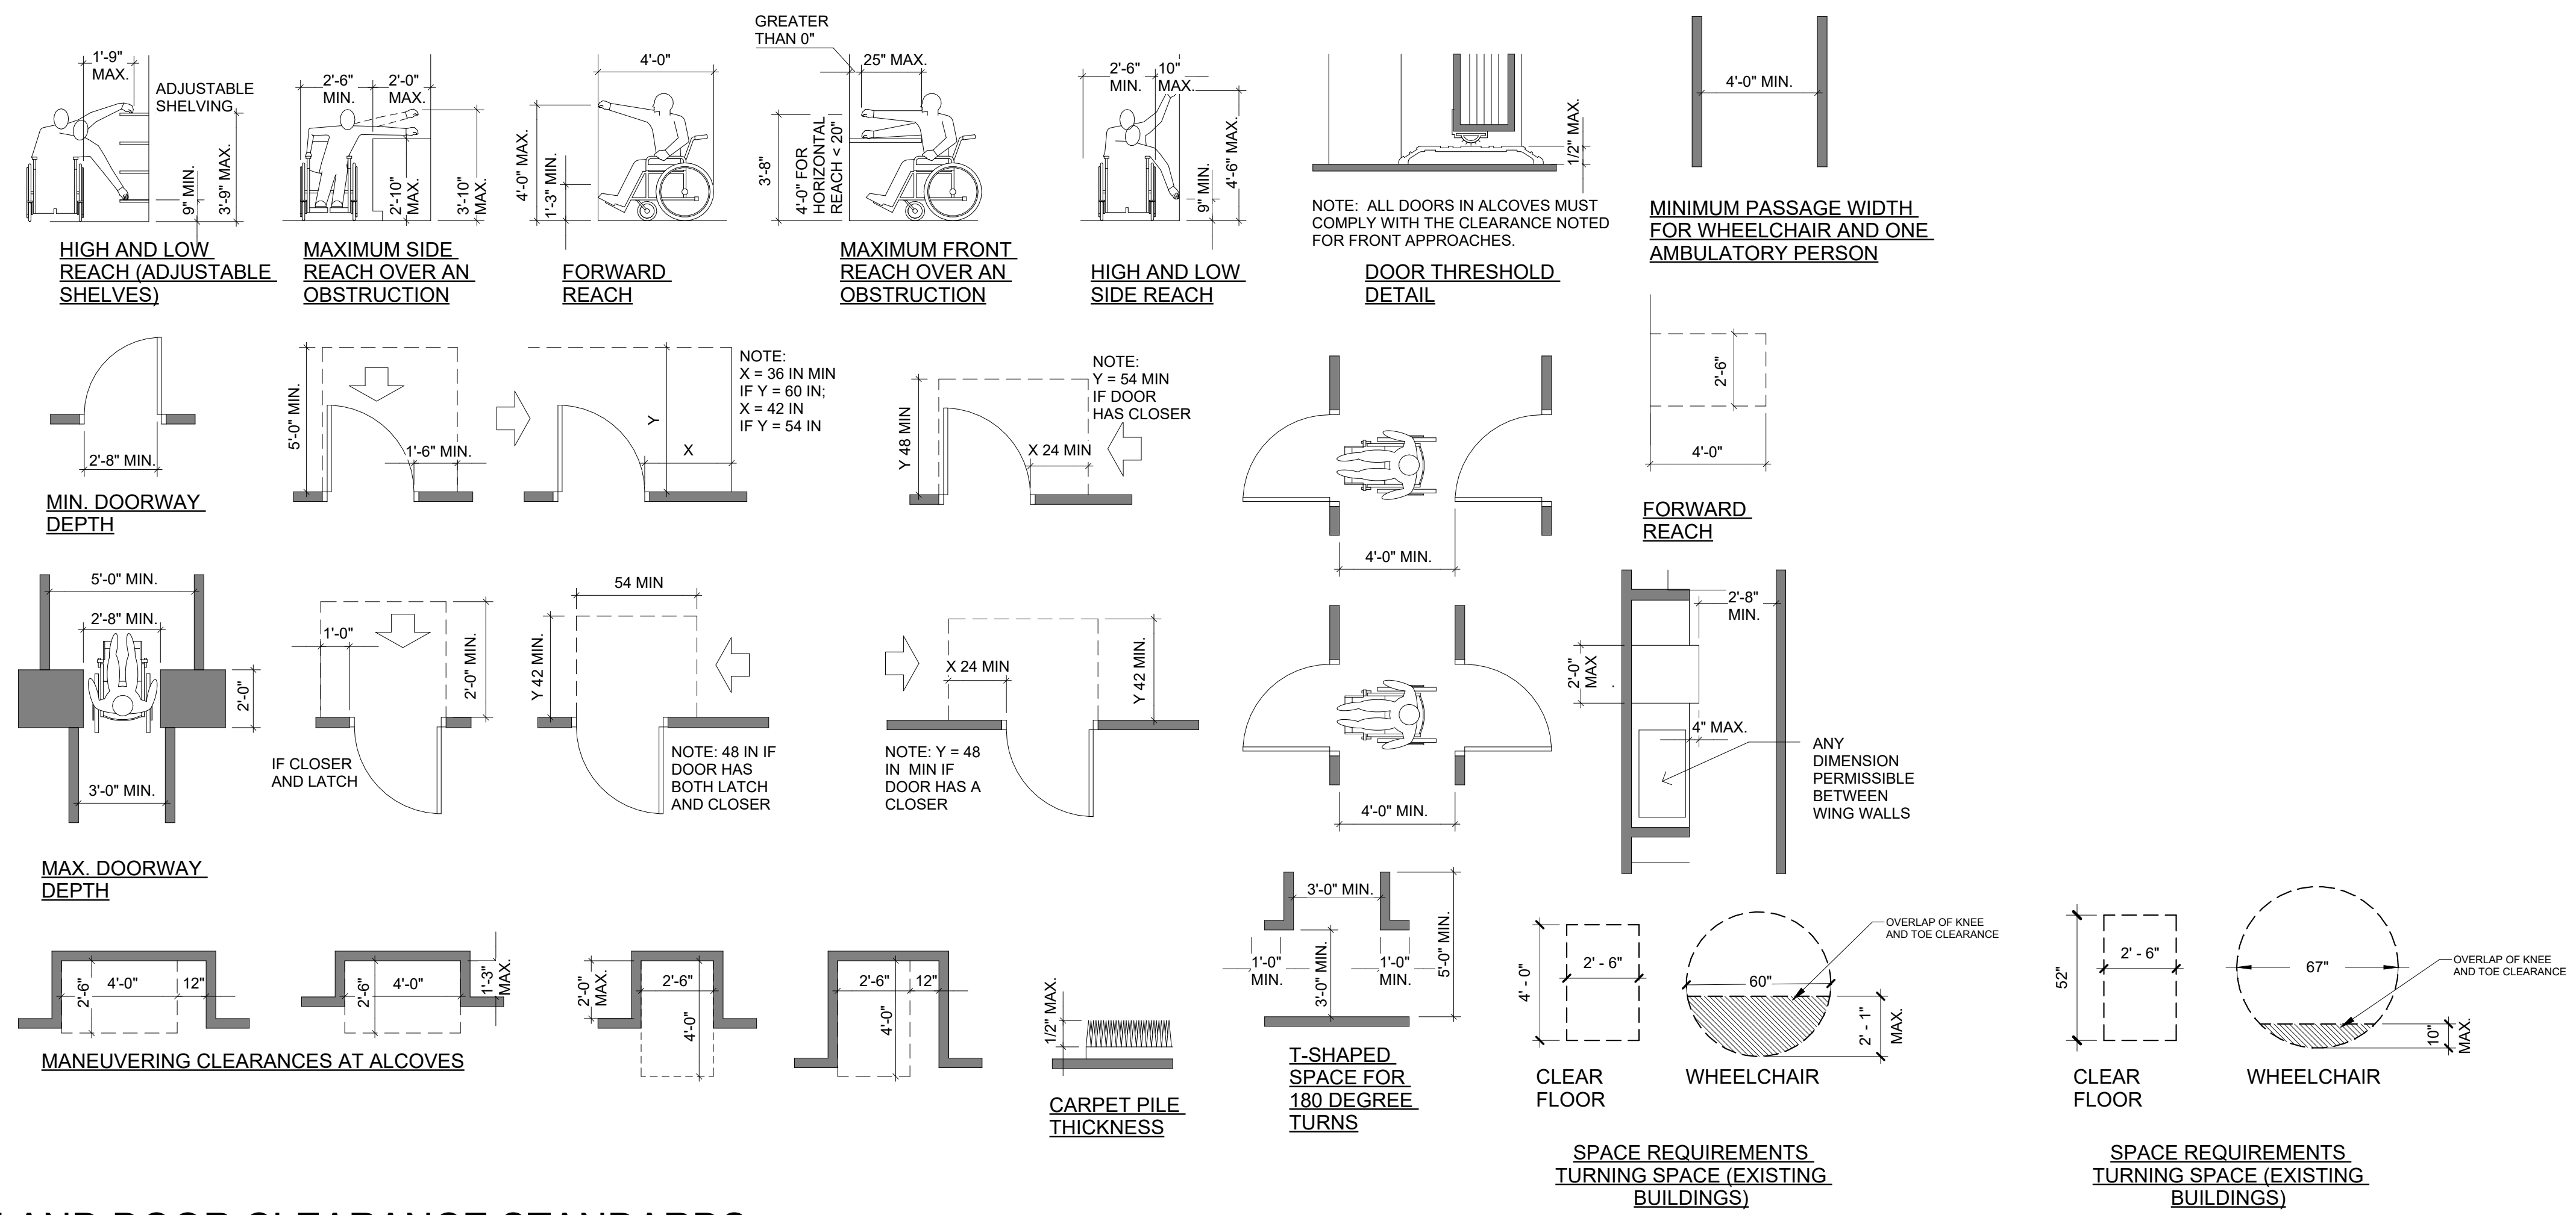 1'-9"
MAX.
ADJUSTABLE
SHELVING
9" MIN.
3'-9" MAX.
HIGH AND LOW
REACH (ADJUSTABLE
SHELVES)
2'-6"
MIN.
2'-0"
MAX.
2'-10"
MAX.
3'-10"
MAX.
MAXIMUM SIDE
REACH OVER AN
OBSTRUCTION
4'-0"
4'-0" MAX.
1'-3" MIN.
FORWARD
REACH
GREATER
THAN 0"
25" MAX.
3'-8"
4'-0" FOR
HORIZONTAL
REACH < 20"
MAXIMUM FRONT
REACH OVER AN
OBSTRUCTION
2'-6"
MIN.
10"
MAX.
9" MIN.
4'-6" MAX.
HIGH AND LOW
SIDE REACH
1/2" MAX.
NOTE: ALL DOORS IN ALCOVES MUST
COMPLY WITH THE CLEARANCE NOTED
FOR FRONT APPROACHES.
DOOR THRESHOLD
DETAIL
4'-0" MIN.
MINIMUM PASSAGE WIDTH
FOR WHEELCHAIR AND ONE
AMBULATORY PERSON
2'-8" MIN.
MIN. DOORWAY
DEPTH
5'-0" MIN.
1'-6" MIN.
Y
X
NOTE:
X = 36 IN MIN
IF Y = 60 IN;
X = 42 IN
IF Y = 54 IN
Y 48 MIN
X 24 MIN
NOTE:
Y = 54 MIN
IF DOOR
HAS CLOSER
4'-0" MIN.
2'-6"
4'-0"
FORWARD
REACH
5'-0" MIN.
2'-8" MIN.
2'-0"
3'-0" MIN.
MAX. DOORWAY
DEPTH
1'-0"
2'-0" MIN.
IF CLOSER
AND LATCH
54 MIN
Y 42 MIN.
NOTE: 48 IN IF
DOOR HAS
BOTH LATCH
AND CLOSER
X 24 MIN
Y 42 MIN.
NOTE: Y = 48
IN MIN IF
DOOR HAS A
CLOSER
4'-0" MIN.
2'-8"
MIN.
2'-0"
MAX
4" MAX.
ANY
DIMENSION
PERMISSIBLE
BETWEEN
WING WALLS
2'-6"
4'-0"
12"
2'-6"
4'-0"
1'-3"
MAX.
MANEUVERING CLEARANCES AT ALCOVES
2'-0"
MAX.
2'-6"
4'-0"
2'-6"
12"
4'-0"
1/2" MAX.
CARPET PILE
THICKNESS
3'-0" MIN.
1'-0"
MIN.
3'-0" MIN.
1'-0"
MIN.
5'-0" MIN.
T-SHAPED
SPACE FOR
180 DEGREE
TURNS
4' - 0"
2' - 6"
CLEAR
FLOOR
OVERLAP OF KNEE
AND TOE CLEARANCE
60"
2' - 1"
MAX.
WHEELCHAIR
SPACE REQUIREMENTS
TURNING SPACE (EXISTING
BUILDINGS)
52"
2' - 6"
CLEAR
FLOOR
67"
OVERLAP OF KNEE
AND TOE CLEARANCE
10"
MAX.
WHEELCHAIR
SPACE REQUIREMENTS
TURNING SPACE (EXISTING
BUILDINGS)
AND DOOR CLEARANCE STANDARDS